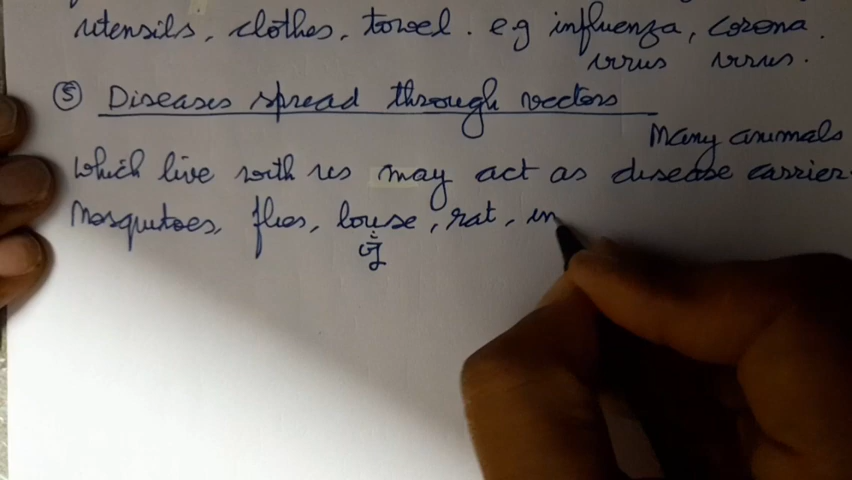 utensils, clothes, towel. e.g influenza, corona.
virus virus.
⑤ Diseases spread through vectors
Many animals
which live with us may act as disease carrier.
Mosquitoes, flies, louse, rat, in